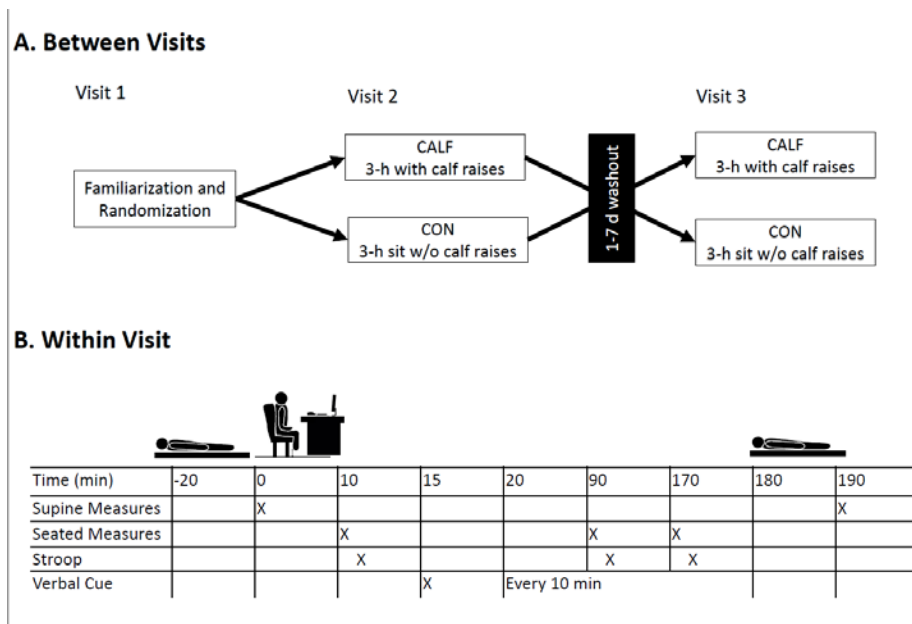 A. Between Visits
Visit 1
Visit 2
Visit 3
Familiarization and
Randomization
CALF
3-h with calf raises
CON
3-h sit w/o calf raises
1-7 d washout
CALF
3-h with calf raises
CON
3-h sit w/o calf raises
B. Within Visit
Time (min) -20 0 10 15 20 90 170 180 190
Supine Measures X X
Seated Measures X X X
Stroop X X X
Verbal Cue X Every 10 min